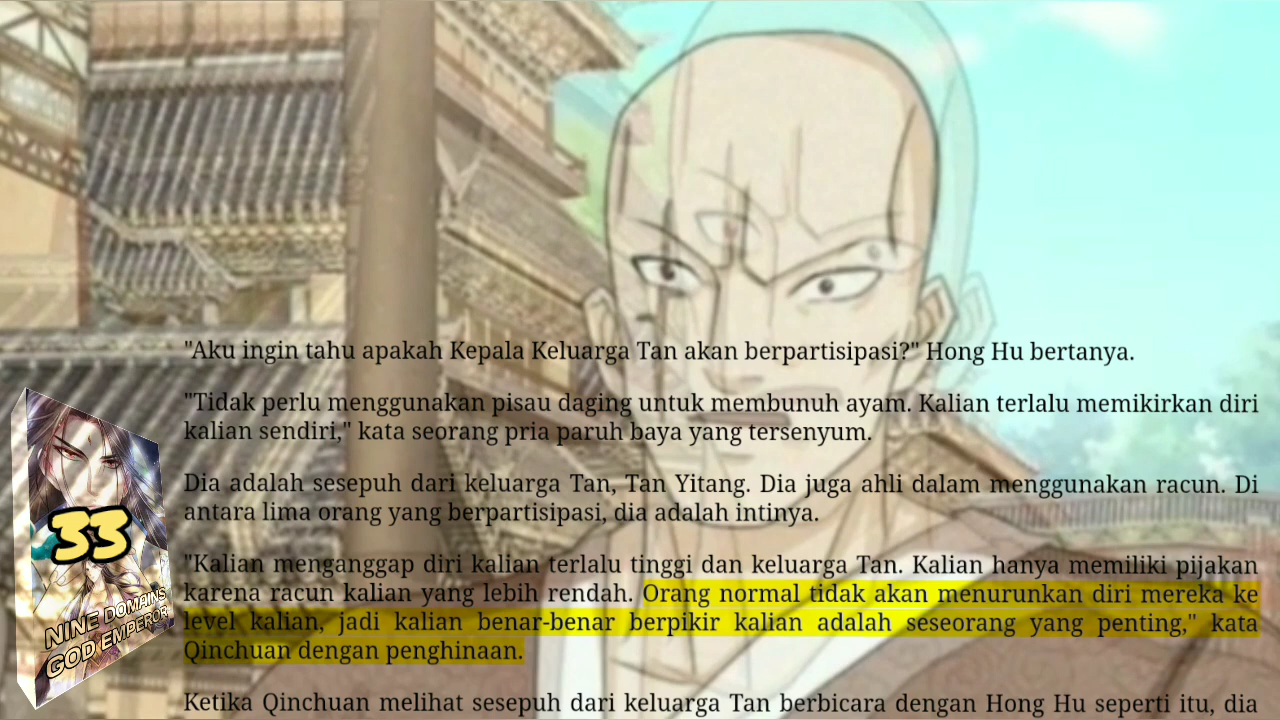 "Aku ingin tahu apakah Kepala Keluarga Tan akan berpartisipasi?" Hong Hu bertanya.
"Tidak perlu menggunakan pisau daging untuk membunuh ayam. Kalian terlalu memikirkan diri
kalian sendiri," kata seorang pria paruh baya yang tersenyum.
Dia adalah sesepuh dari keluarga Tan, Tan Yitang. Dia juga ahli dalam menggunakan racun. Di
antara lima orang yang berpartisipasi, dia adalah intinya.
"Kalian menganggap diri kalian terlalu tinggi dan keluarga Tan. Kalian hanya memiliki pijakan
karena racun kalian yang lebih rendah. Orang normal tidak akan menurunkan diri mereka ke
level kalian, jadi kalian benar-benar berpikir kalian adalah seseorang yang penting," kata
Qinchuan dengan penghinaan.
Ketika Qinchuan melihat sesepuh dari keluarga Tan berbicara dengan Hong Hu seperti itu, dia
33
NINE DOMAINS
GOD EMPEROR